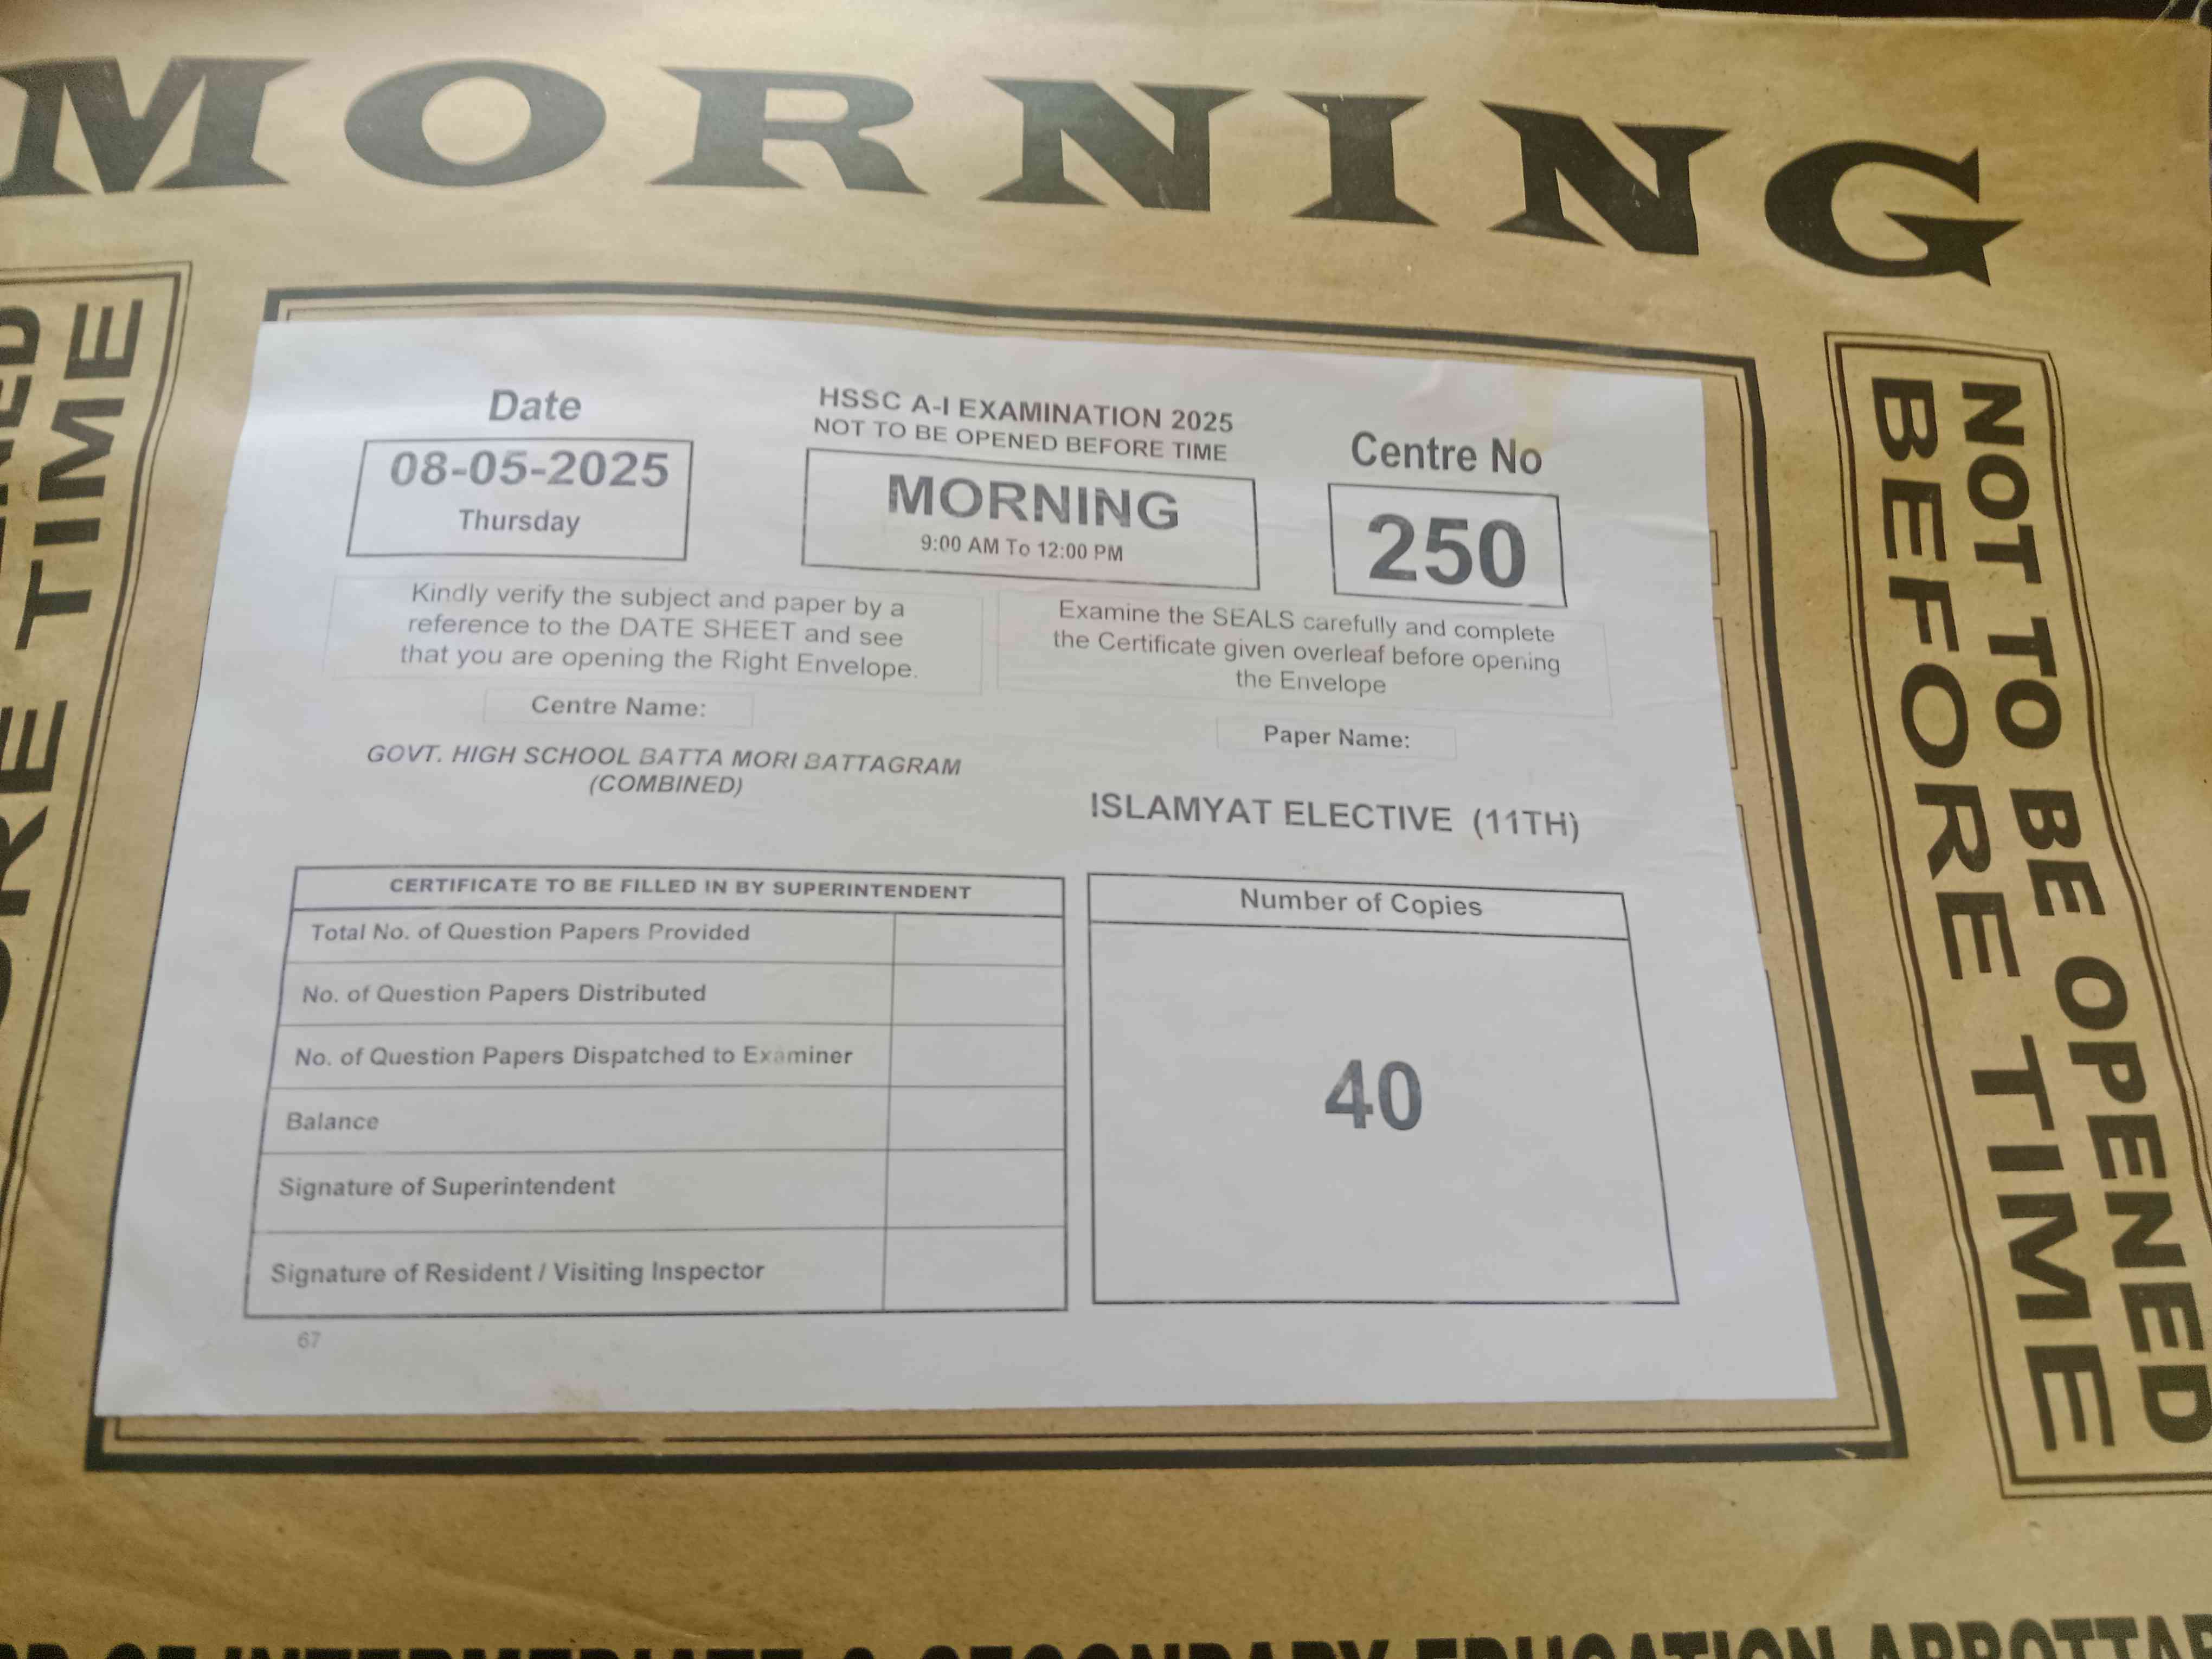 MORNING
NOT TO BE OPENED
BEFORE TIME
TIME
Date
08-05-2025
Thursday
HSSC A-I EXAMINATION 2025
NOT TO BE OPENED BEFORE TIME
MORNING
9:00 AM To 12:00 PM
Centre No
250
Kindly verify the subject and paper by a
reference to the DATE SHEET and see
that you are opening the Right Envelope.
Examine the SEALS carefully and complete
the Certificate given overleaf before opening
the Envelope
Centre Name:
GOVT. HIGH SCHOOL BATTA MORI BATTAGRAM
(COMBINED)
Paper Name:
ISLAMYAT ELECTIVE (11TH)
CERTIFICATE TO BE FILLED IN BY SUPERINTENDENT
Total No. of Question Papers Provided
No. of Question Papers Distributed
No. of Question Papers Dispatched to Examiner
Balance
Signature of Superintendent
Signature of Resident / Visiting Inspector
Number of Copies
40
67
OF INTERMEDIATE & SECONDARY EDUCATION